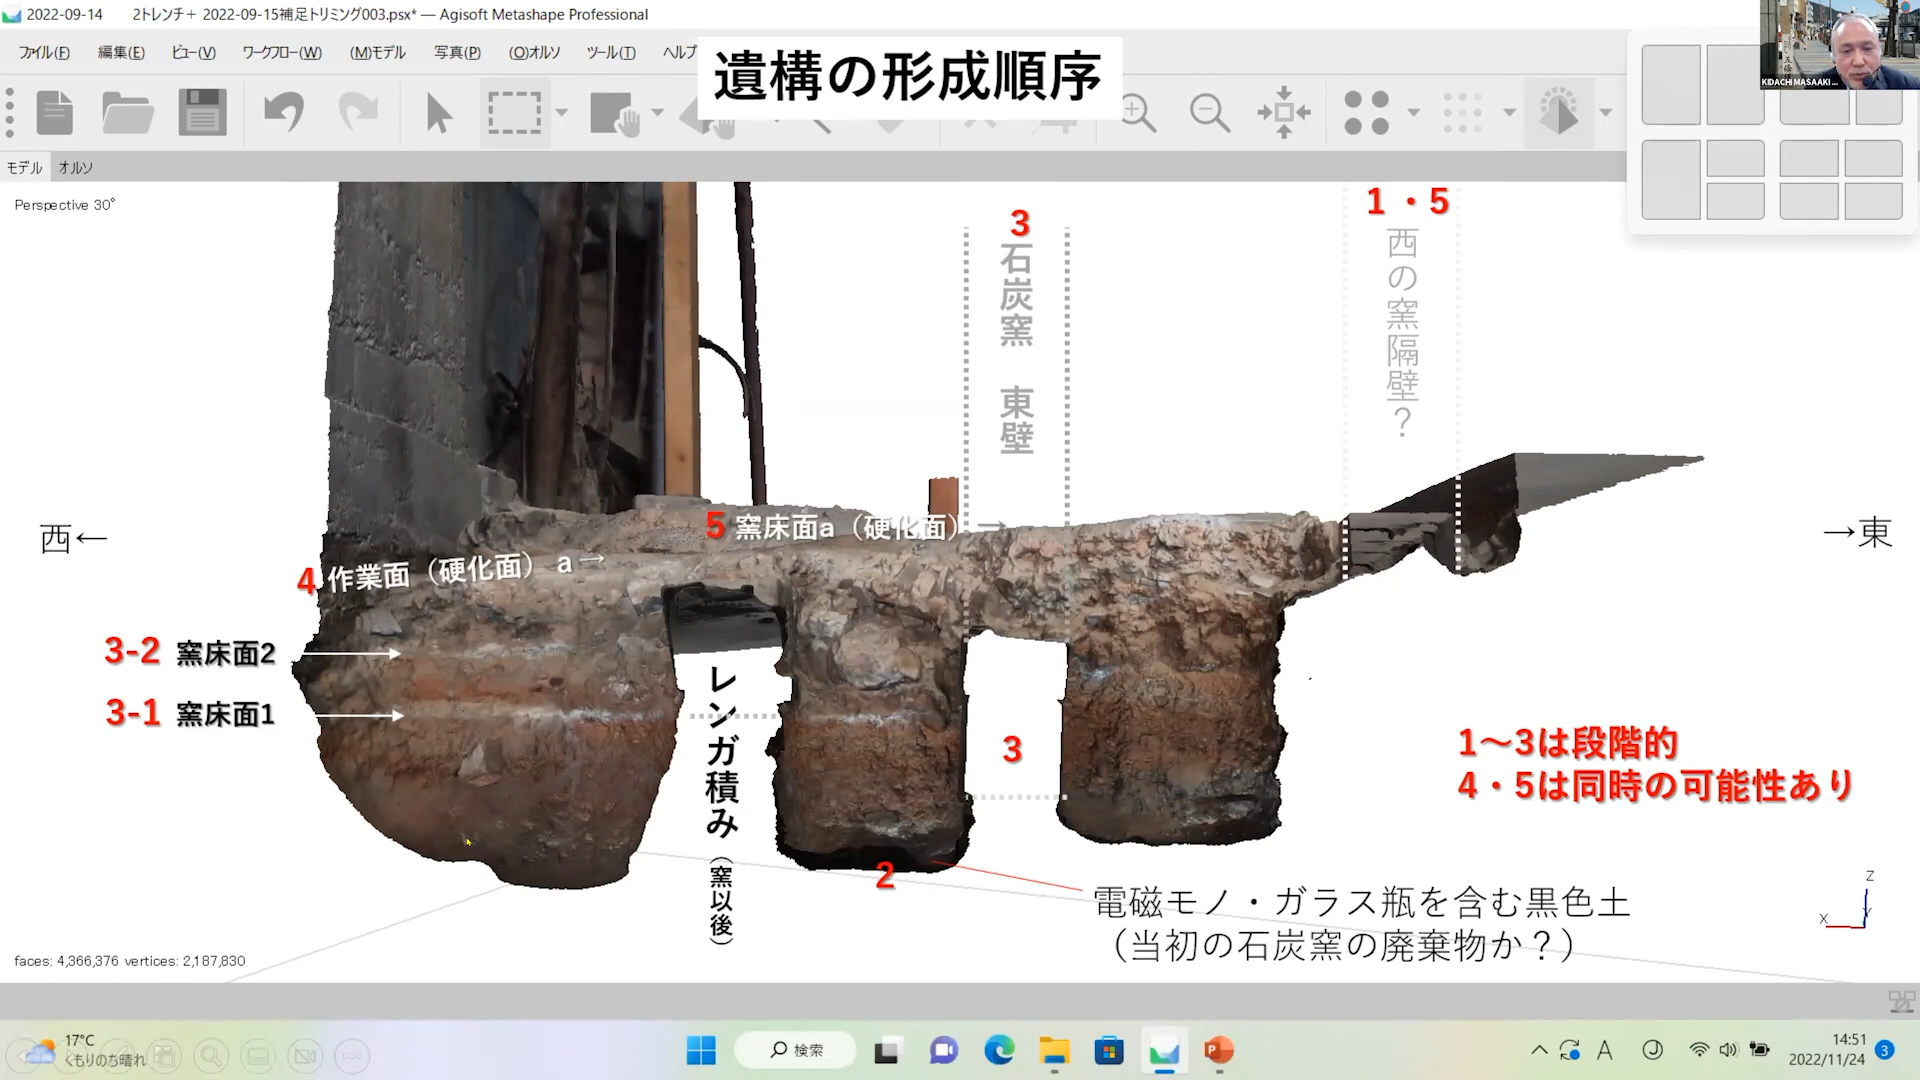 2022-09-14　2トレンチ＋ 2022-09-15補足トリミング003.psx* — Agisoft Metashape Professional
ファイル(F) 編集(E) ビュー(V) ワークフロー(W) (M)モデル 写真(P) (O)オルソ ツール(T) ヘルプ
遺構の形成順序
KIDACHI MASAAKI...
モデル オルソ
Perspective 30°
1・5
西の窯隔壁？
3
石炭窯　東壁
西←
→東
5 窯床面a（硬化面）→
4 作業面（硬化面） a→
3-2 窯床面2
3-1 窯床面1
レンガ積み（窯以後）
3
1～3は段階的
4・5は同時の可能性あり
2
電磁モノ・ガラス瓶を含む黒色土
（当初の石炭窯の廃棄物か？）
Z
X
Y
faces: 4,366,376 vertices: 2,187,830
17°C
くもりのち晴れ
検索
A
14:51
2022/11/24
3